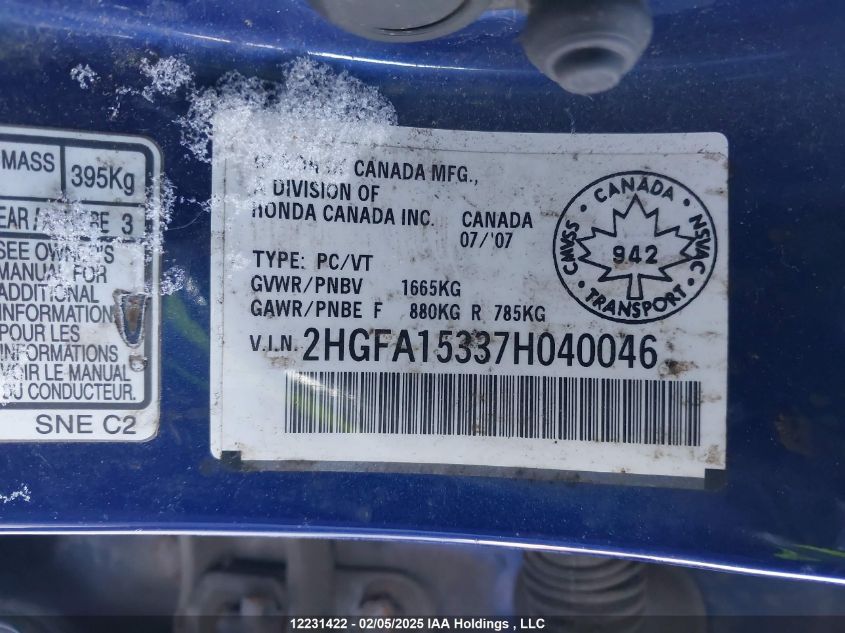 MASS
395Kg
3
SEE OWNER'S
MANUAL FOR
ADDITIONAL
INFORMATION
POUR LES
INFORMATIONS
VOIR LE MANUAL
DU CONDUCTEUR.
SNE C2
CANADA MFG.,
A DIVISION OF
HONDA CANADA INC.
CANADA
07/'07
TYPE: PC/VT
GVWR/PNBV 1665KG
GAWR/PNBE F 880KG R 785KG
V.I.N. 2HGFA15337H040046
CANADA
CMVSS
NSVAC
942
TRANSPORT
12231422 - 02/05/2025 IAA Holdings , LLC